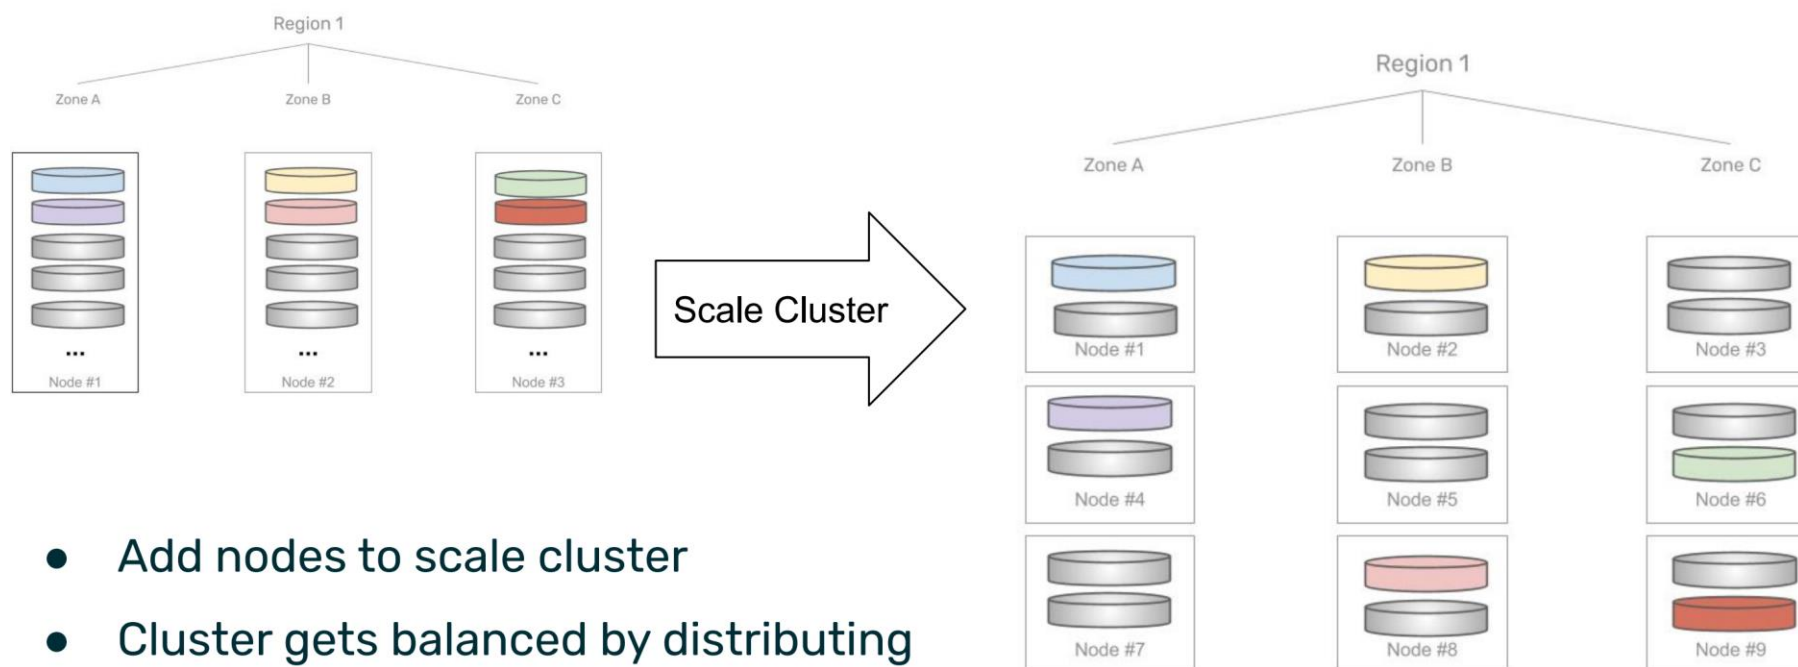 Region 1
Zone A Zone B Zone C
...
...
...
Node #1 Node #2 Node #3
Scale Cluster
Region 1
Zone A Zone B Zone C
Node #1 Node #2 Node #3
Node #4 Node #5 Node #6
Node #7 Node #8 Node #9
● Add nodes to scale cluster
● Cluster gets balanced by distributing